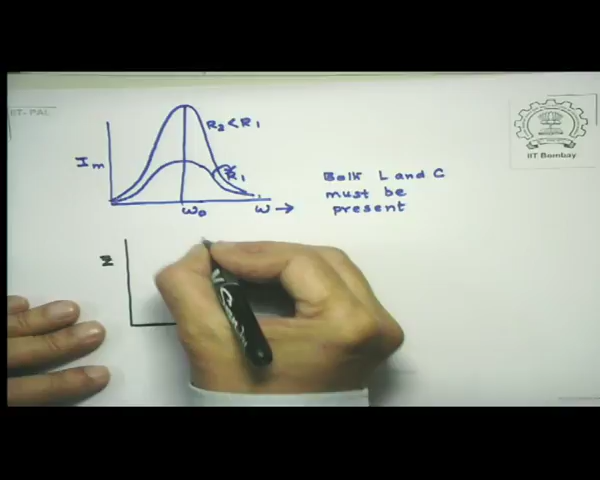 IIT- PAL
R2 < R1
Im
R1
ω0
ω →
Both L and C
must be
present
IIT Bombay
Z